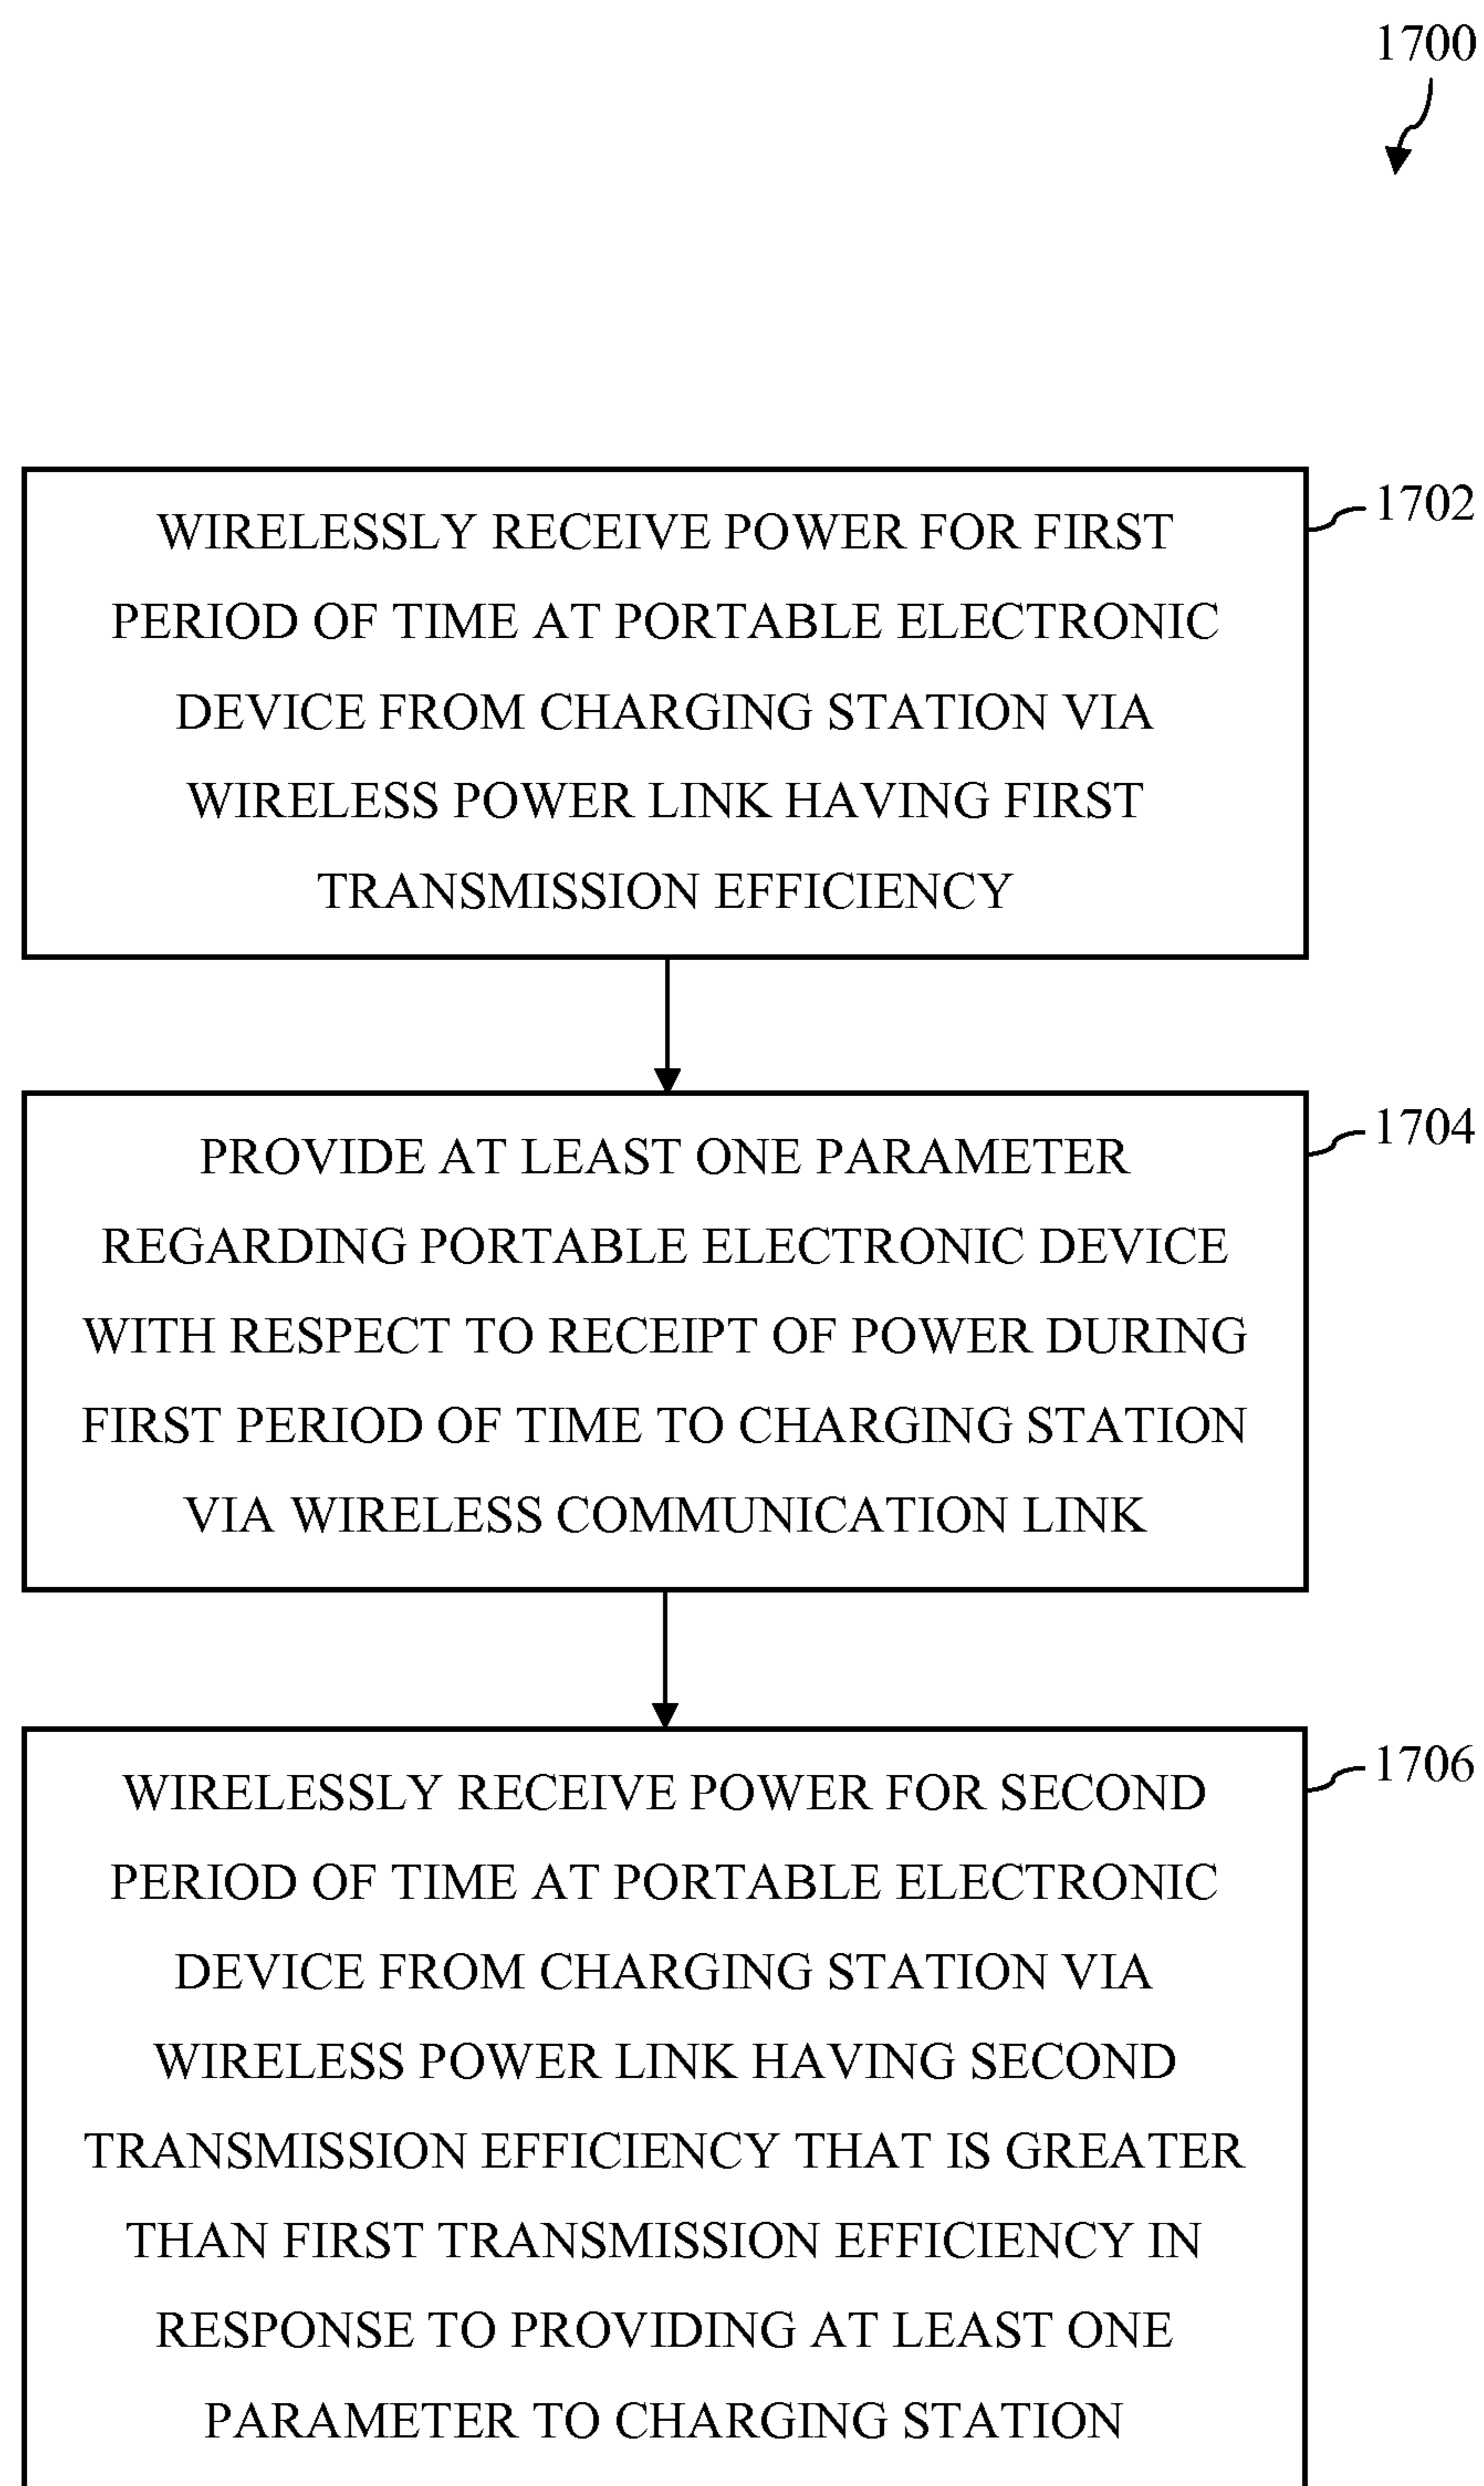 1700
WIRELESSLY RECEIVE POWER FOR FIRST
PERIOD OF TIME AT PORTABLE ELECTRONIC
DEVICE FROM CHARGING STATION VIA
WIRELESS POWER LINK HAVING FIRST
TRANSMISSION EFFICIENCY
1702
PROVIDE AT LEAST ONE PARAMETER
REGARDING PORTABLE ELECTRONIC DEVICE
WITH RESPECT TO RECEIPT OF POWER DURING
FIRST PERIOD OF TIME TO CHARGING STATION
VIA WIRELESS COMMUNICATION LINK
1704
WIRELESSLY RECEIVE POWER FOR SECOND
PERIOD OF TIME AT PORTABLE ELECTRONIC
DEVICE FROM CHARGING STATION VIA
WIRELESS POWER LINK HAVING SECOND
TRANSMISSION EFFICIENCY THAT IS GREATER
THAN FIRST TRANSMISSION EFFICIENCY IN
RESPONSE TO PROVIDING AT LEAST ONE
PARAMETER TO CHARGING STATION
1706